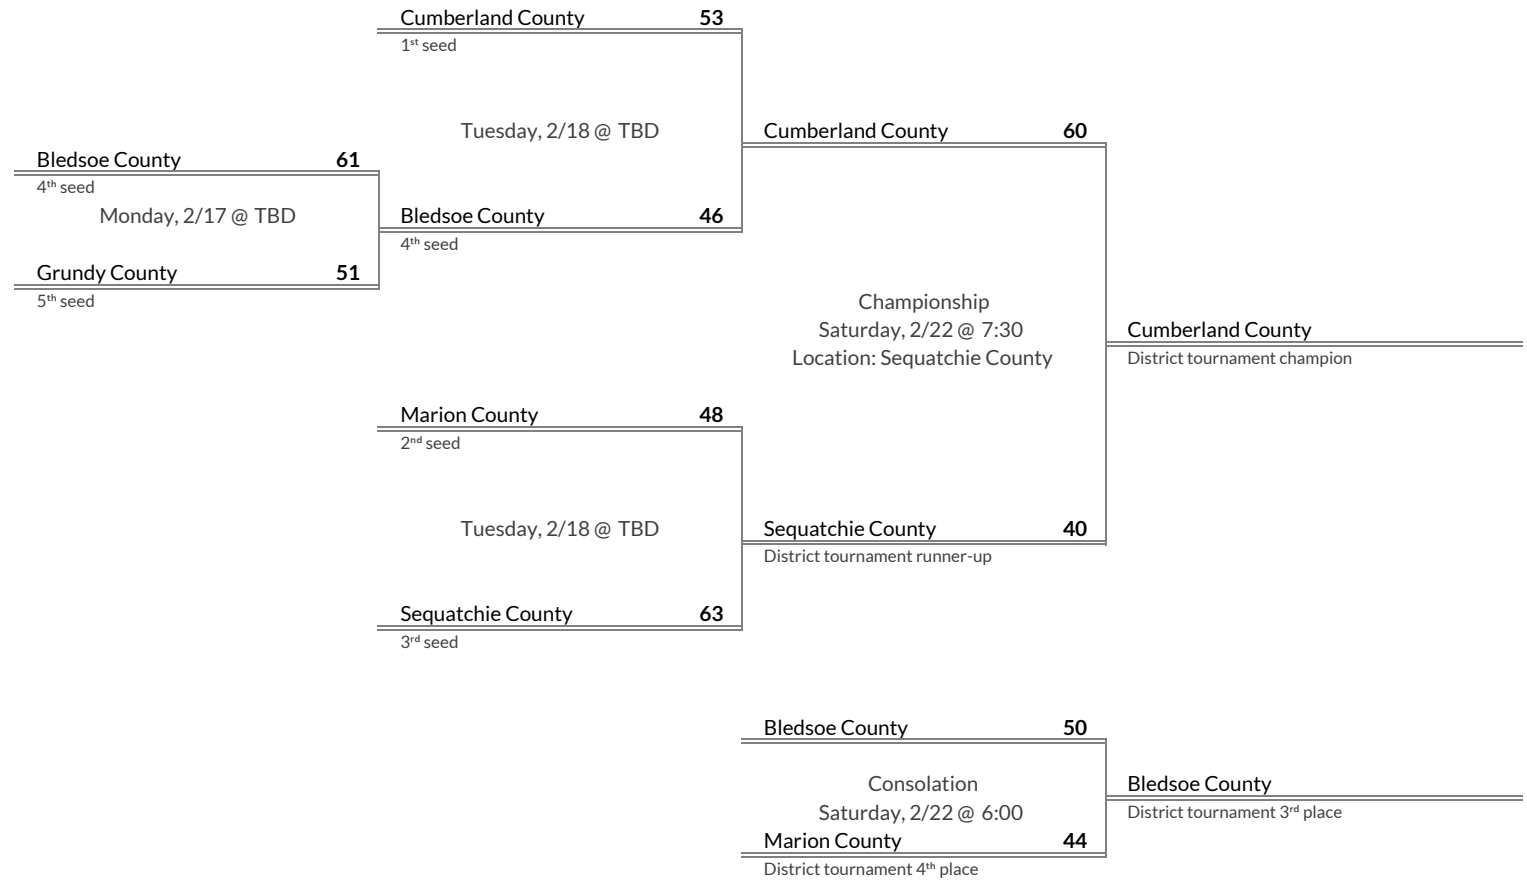 Cumberland County 53
1st seed
Tuesday, 2/18 @ TBD
Cumberland County 60
Bledsoe County 61
4th seed
Monday, 2/17 @ TBD
Bledsoe County 46
4th seed
Grundy County 51
5th seed
Championship
Saturday, 2/22 @ 7:30
Location: Sequatchie County
Cumberland County
District tournament champion
Marion County 48
2nd seed
Tuesday, 2/18 @ TBD
Sequatchie County 40
District tournament runner-up
Sequatchie County 63
3rd seed
Bledsoe County 50
Consolation
Saturday, 2/22 @ 6:00
Bledsoe County
District tournament 3rd place
Marion County 44
District tournament 4th place